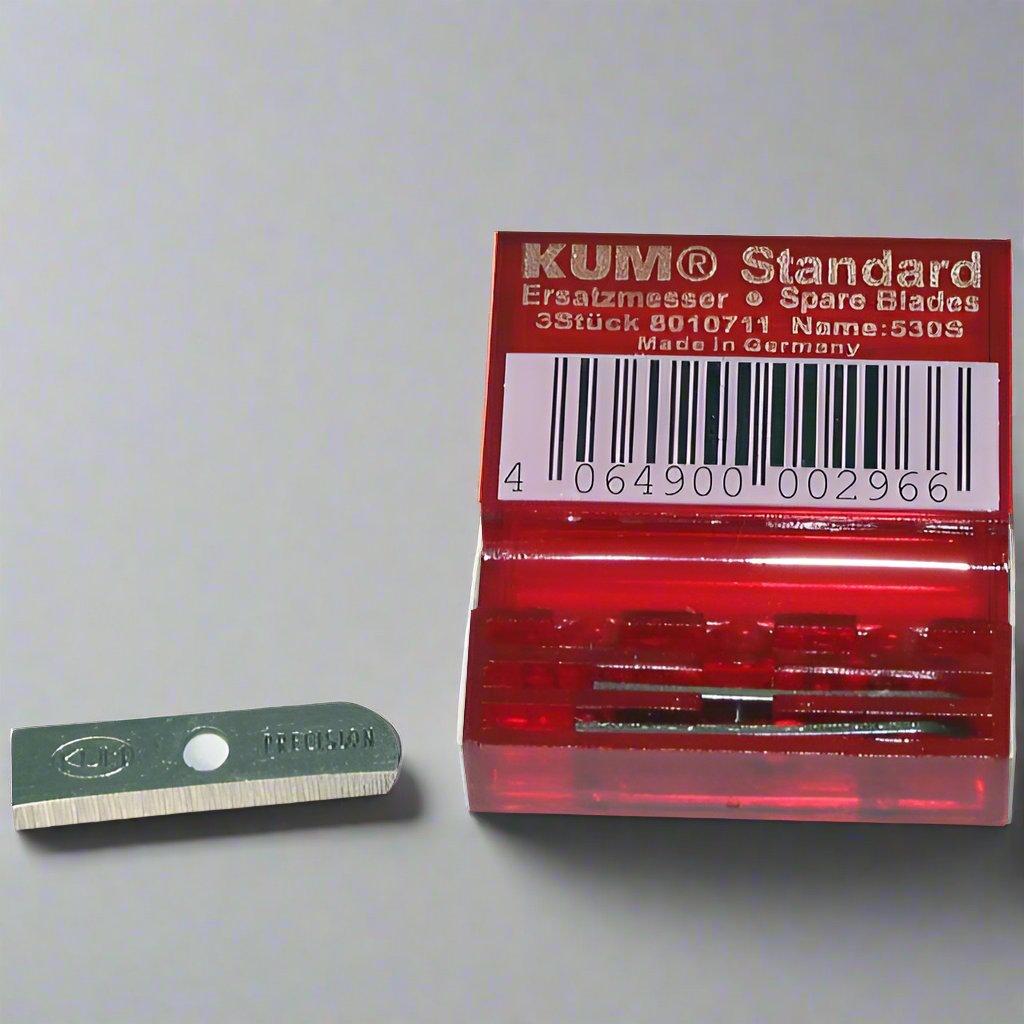 KUM® Standard
Ersatzmesser • Spare Blades
3Stück 8010711 Name:530S
Made in Germany
4 064900 002966
KUM PRECISION